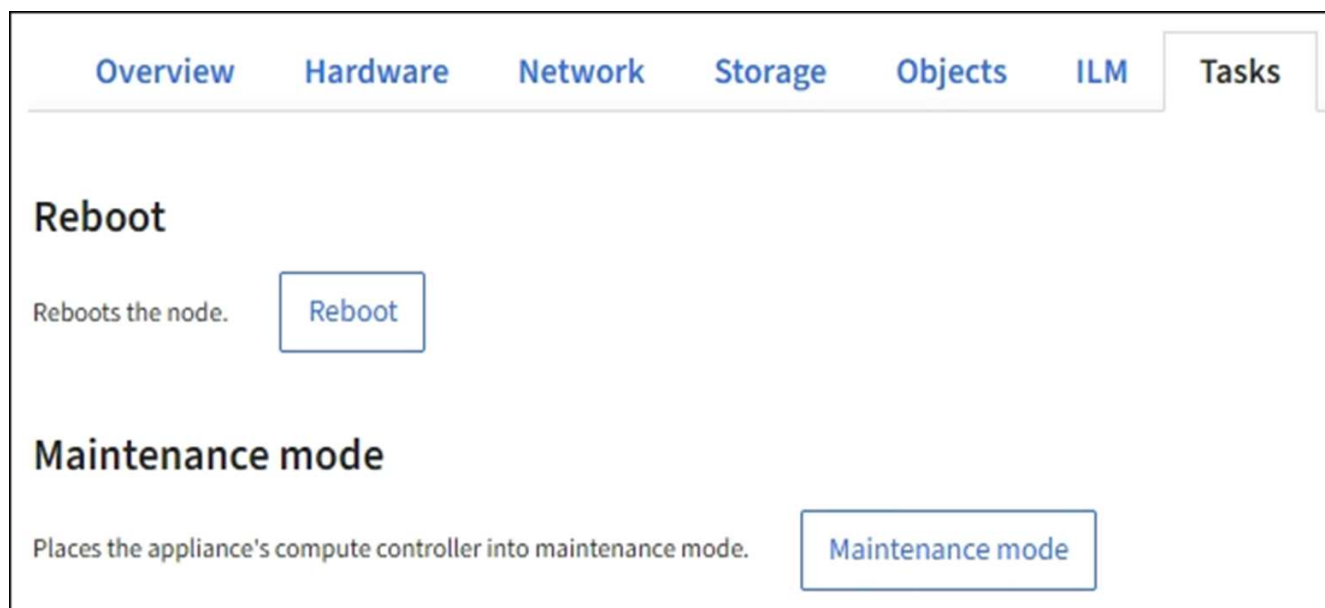 Overview Hardware Network Storage Objects ILM Tasks
Reboot
Reboots the node. Reboot
Maintenance mode
Places the appliance's compute controller into maintenance mode. Maintenance mode